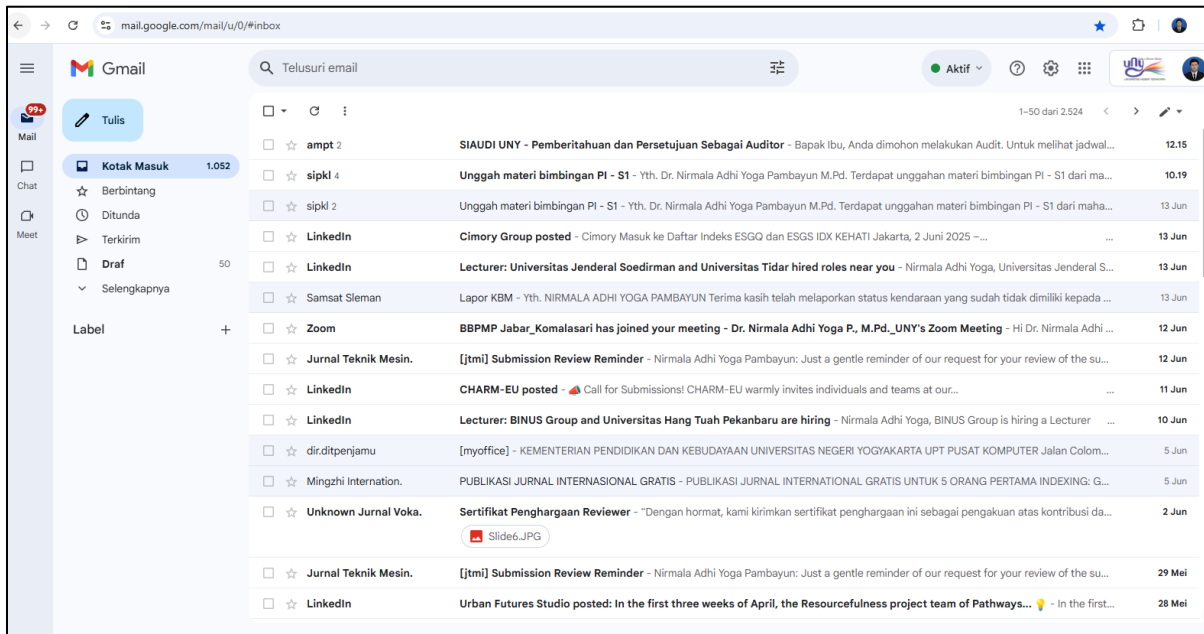 mail.google.com/mail/u/0/#inbox
Gmail
Telusuri email
Aktif
uny
99+
Mail
Chat
Meet
Tulis
Kotak Masuk 1.052
Berbintang
Ditunda
Terkirim
Draf 50
Selengkapnya
Label
1–50 dari 2.524
ampt 2 SIAUDI UNY - Pemberitahuan dan Persetujuan Sebagai Auditor - Bapak Ibu, Anda dimohon melakukan Audit. Untuk melihat jadwal... 12.15
sipkl 4 Unggah materi bimbingan PI - S1 - Yth. Dr. Nirmala Adhi Yoga Pambayun M.Pd. Terdapat unggahan materi bimbingan PI - S1 dari ma... 10.19
sipkl 2 Unggah materi bimbingan PI - S1 - Yth. Dr. Nirmala Adhi Yoga Pambayun M.Pd. Terdapat unggahan materi bimbingan PI - S1 dari maha... 13 Jun
LinkedIn Cimory Group posted - Cimory Masuk ke Daftar Indeks ESGQ dan ESGS IDX KEHATI Jakarta, 2 Juni 2025 –... ... 13 Jun
LinkedIn Lecturer: Universitas Jenderal Soedirman and Universitas Tidar hired roles near you - Nirmala Adhi Yoga, Universitas Jenderal S... 13 Jun
Samsat Sleman Lapor KBM - Yth. NIRMALA ADHI YOGA PAMBAYUN Terima kasih telah melaporkan status kendaraan yang sudah tidak dimiliki kepada ... 13 Jun
Zoom BBPMP Jabar_Komalasari has joined your meeting - Dr. Nirmala Adhi Yoga P., M.Pd._UNY's Zoom Meeting - Hi Dr. Nirmala Adhi ... 12 Jun
Jurnal Teknik Mesin. [jtmi] Submission Review Reminder - Nirmala Adhi Yoga Pambayun: Just a gentle reminder of our request for your review of the su... 12 Jun
LinkedIn CHARM-EU posted - 📣 Call for Submissions! CHARM-EU warmly invites individuals and teams at our... ... 11 Jun
LinkedIn Lecturer: BINUS Group and Universitas Hang Tuah Pekanbaru are hiring - Nirmala Adhi Yoga, BINUS Group is hiring a Lecturer ... 10 Jun
dir.ditpenjamu [myoffice] - KEMENTERIAN PENDIDIKAN DAN KEBUDAYAAN UNIVERSITAS NEGERI YOGYAKARTA UPT PUSAT KOMPUTER Jalan Colom... 5 Jun
Mingzhi Internation. PUBLIKASI JURNAL INTERNASIONAL GRATIS - PUBLIKASI JURNAL INTERNATIONAL GRATIS UNTUK 5 ORANG PERTAMA INDEXING: G... 5 Jun
Unknown Jurnal Voka. Sertifikat Penghargaan Reviewer - "Dengan hormat, kami kirimkan sertifikat penghargaan ini sebagai pengakuan atas kontribusi da... 2 Jun
Slide6.JPG
Jurnal Teknik Mesin. [jtmi] Submission Review Reminder - Nirmala Adhi Yoga Pambayun: Just a gentle reminder of our request for your review of the su... 29 Mei
LinkedIn Urban Futures Studio posted: In the first three weeks of April, the Resourcefulness project team of Pathways... 💡 - In the first... 28 Mei